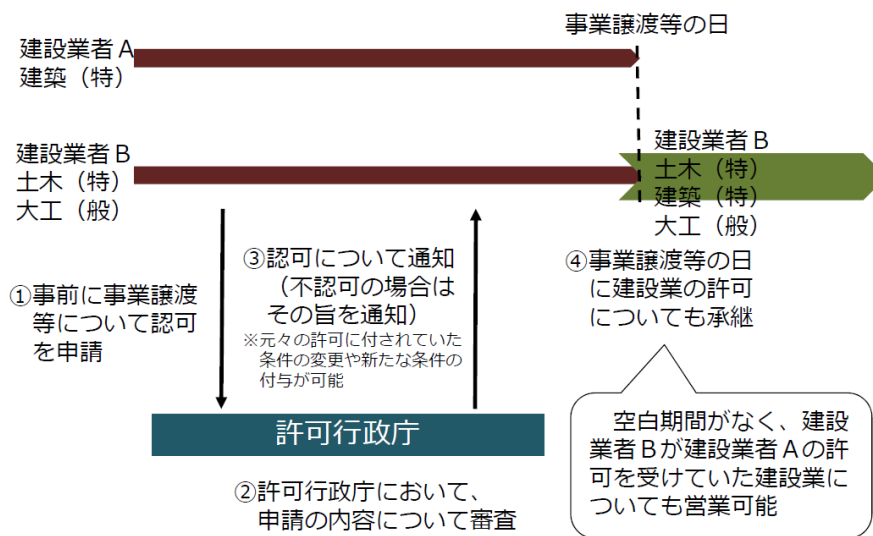 事業譲渡等の日
建設業者A
建築（特）
建設業者B
土木（特）
大工（般）
建設業者B
土木（特）
建築（特）
大工（般）
①事前に事業譲渡
等について認可
を申請
③認可について通知
（不認可の場合は
その旨を通知）
※元々の許可に付されていた
条件の変更や新たな条件の
付与が可能
④事業譲渡等の日
に建設業の許可
についても承継
許可行政庁
②許可行政庁において、
申請の内容について審査
空白期間がなく、建設
業者Bが建設業者Aの許
可を受けていた建設業に
ついても営業可能